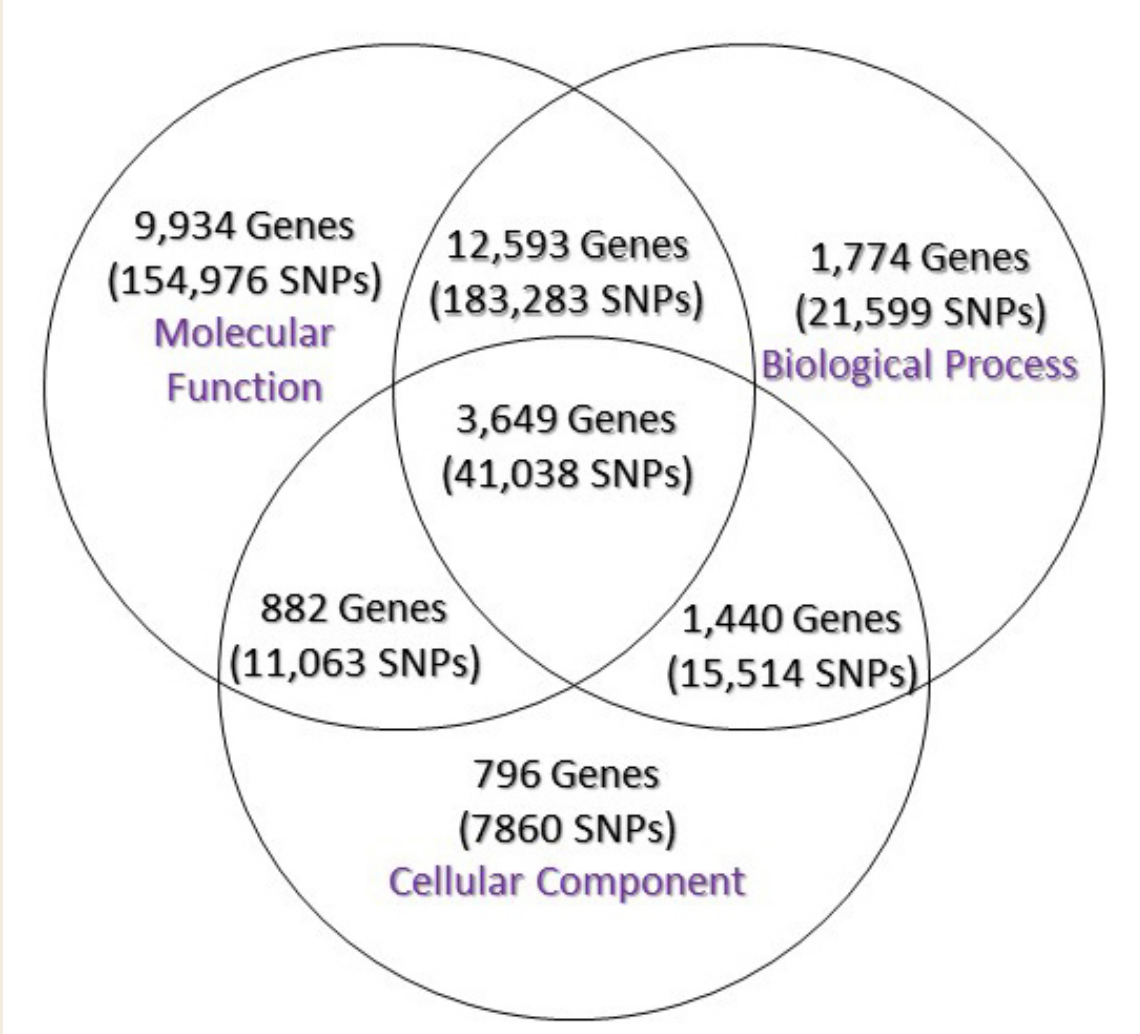 9,934 Genes
(154,976 SNPs)
Molecular
Function
12,593 Genes
(183,283 SNPs)
1,774 Genes
(21,599 SNPs)
Biological Process
3,649 Genes
(41,038 SNPs)
882 Genes
(11,063 SNPs)
1,440 Genes
(15,514 SNPs)
796 Genes
(7860 SNPs)
Cellular Component